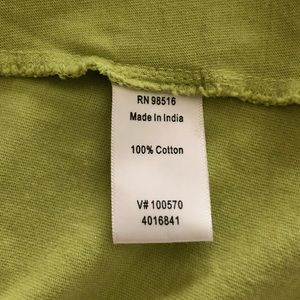 RN 98516
Made In India
100% Cotton
V# 100570
4016841